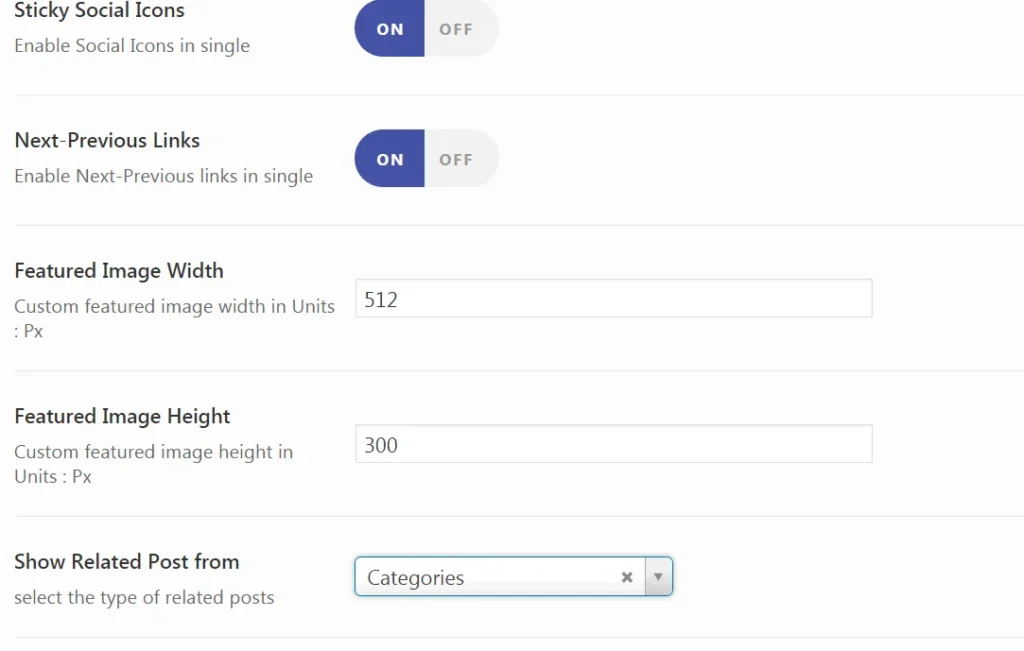 Sticky Social Icons
ON OFF
Enable Social Icons in single
Next-Previous Links
ON OFF
Enable Next-Previous links in single
Featured Image Width
Custom featured image width in Units
: Px
512
Featured Image Height
Custom featured image height in
Units : Px
300
Show Related Post from
select the type of related posts
Categories